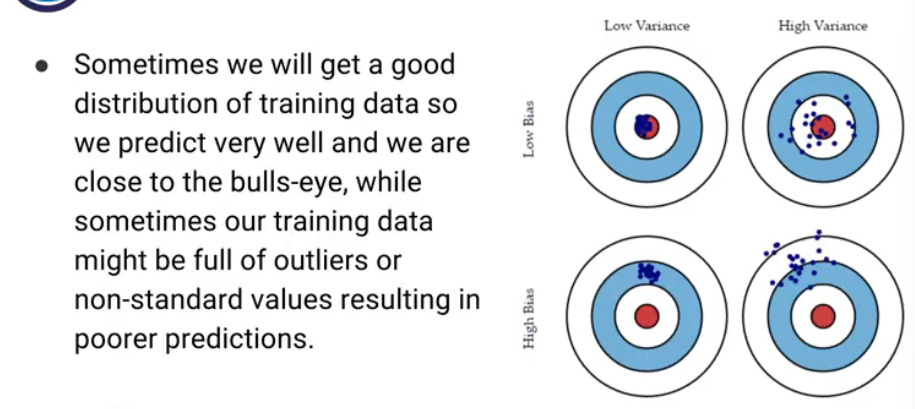 ● Sometimes we will get a good
distribution of training data so
we predict very well and we are
close to the bulls-eye, while
sometimes our training data
might be full of outliers or
non-standard values resulting in
poorer predictions.
Low Variance
High Variance
Low Bias
High Bias